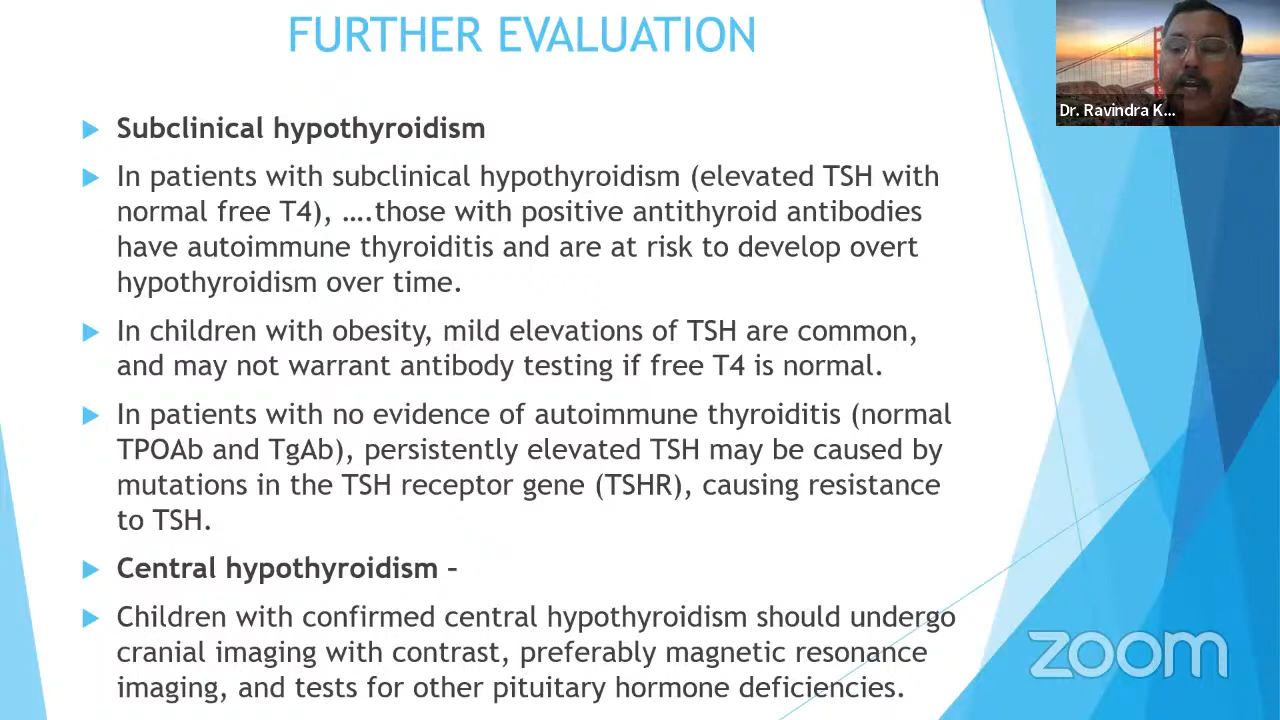 FURTHER EVALUATION
Dr. Ravindra K...
Subclinical hypothyroidism
In patients with subclinical hypothyroidism (elevated TSH with
normal free T4), ....those with positive antithyroid antibodies
have autoimmune thyroiditis and are at risk to develop overt
hypothyroidism over time.
In children with obesity, mild elevations of TSH are common,
and may not warrant antibody testing if free T4 is normal.
In patients with no evidence of autoimmune thyroiditis (normal
TPOAb and TgAb), persistently elevated TSH may be caused by
mutations in the TSH receptor gene (TSHR), causing resistance
to TSH.
Central hypothyroidism –
Children with confirmed central hypothyroidism should undergo
cranial imaging with contrast, preferably magnetic resonance
imaging, and tests for other pituitary hormone deficiencies.
zoom